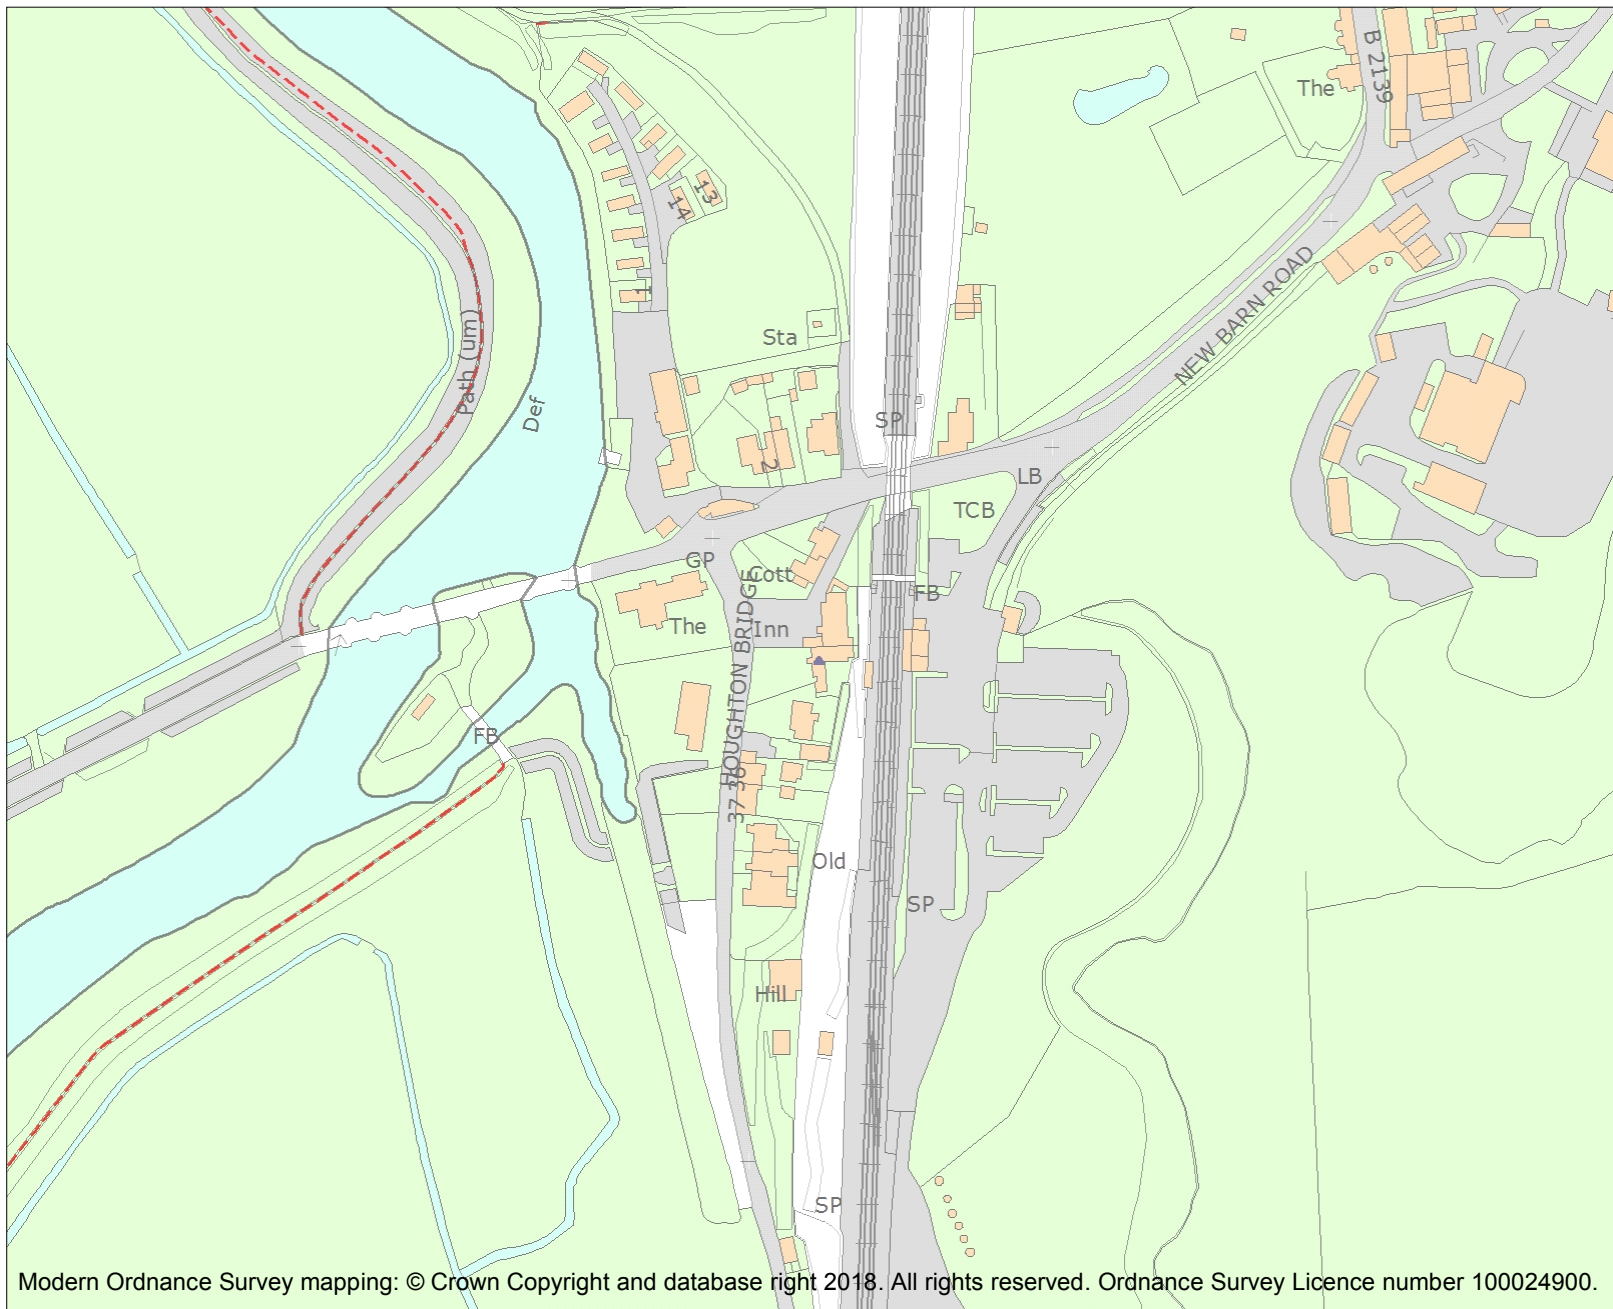 B 2139
The
13
14
1
Path (um)
Def
Sta
NEW BARN ROAD
SP
2
LB
TCB
GP
Cott
FB
The
Inn
HOUGHTON BRIDGE
FB
37 36
Old
SP
Hill
SP
Modern Ordnance Survey mapping: © Crown Copyright and database right 2018. All rights reserved. Ordnance Survey Licence number 100024900.